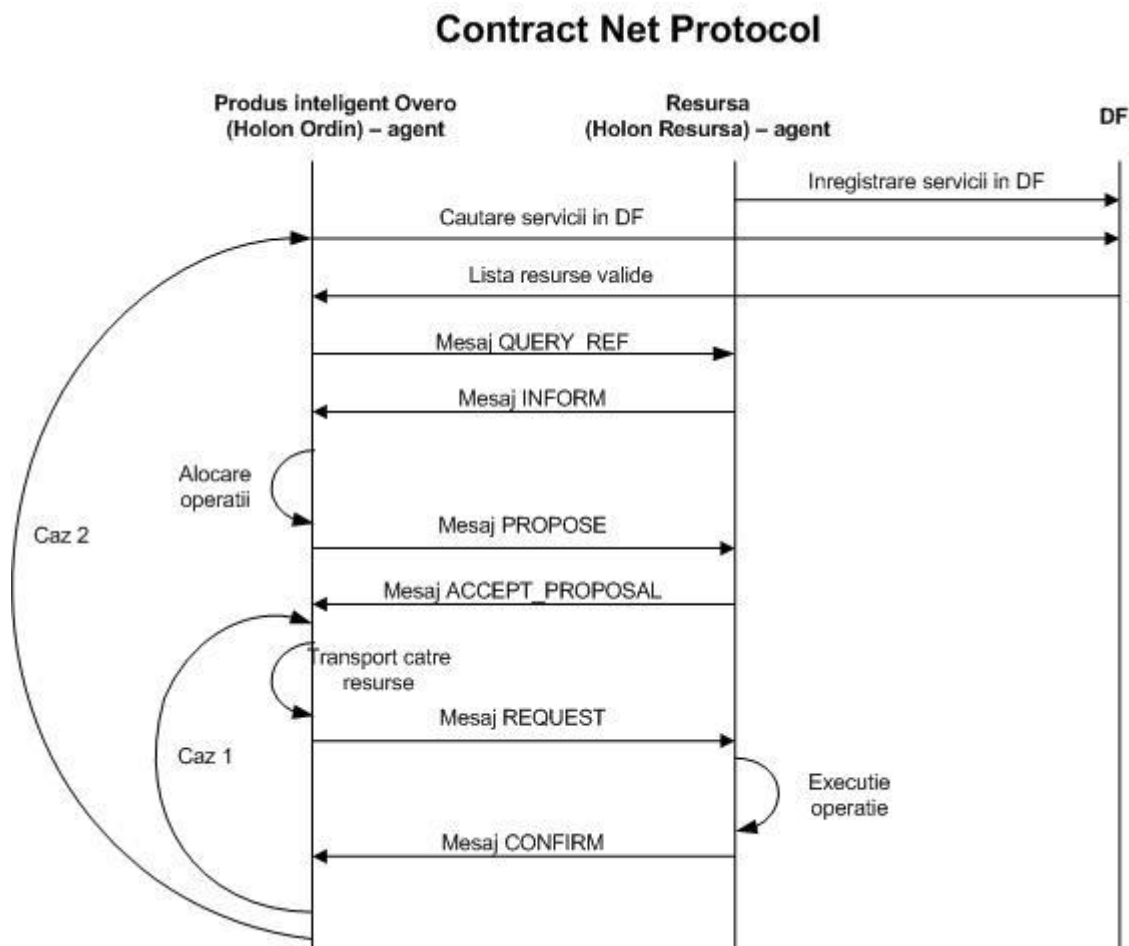 Contract Net Protocol
Produs inteligent Overo
(Holon Ordin) – agent
Resursa
(Holon Resursa) – agent
DF
Inregistrare servicii in DF
Cautare servicii in DF
Lista resurse valide
Mesaj QUERY_REF
Mesaj INFORM
Alocare
operatii
Caz 2
Mesaj PROPOSE
Mesaj ACCEPT_PROPOSAL
Transport catre
resurse
Mesaj REQUEST
Caz 1
Executie
operatie
Mesaj CONFIRM